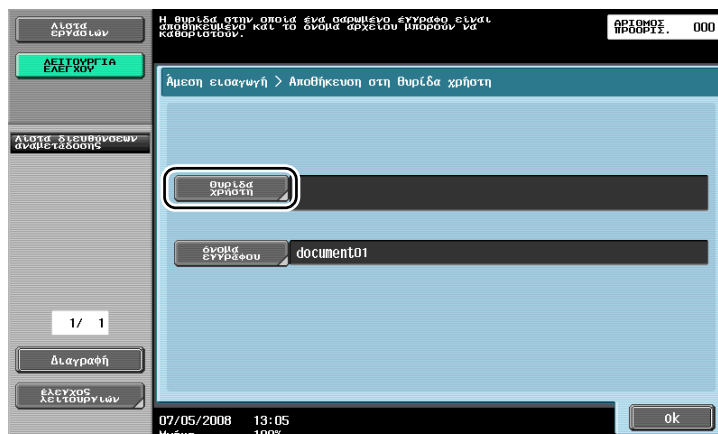 Λίστα
εργασιών
Η θυρίδα στην οποία ένα σαρωμένο έγγραφο είναι
αποθηκευμένο και το όνομα αρχείου μπορούν να
καθοριστούν.
ΑΡΙΘΜΟΣ
ΠΡΟΟΡΙΣ.
000
ΛΕΙΤΟΥΡΓΙΑ
ΕΛΕΓΧΟΥ
Άμεση εισαγωγή > Αποθήκευση στη θυρίδα χρήστη
Λίστα διευθύνσεων
αναμετάδοσης
θυρίδα
χρήστη
όνομα
εγγράφου
document01
1/ 1
Διαγραφή
έλεγχος
λειτουργιών
07/05/2008 13:05
Μνήμη 100%
ok